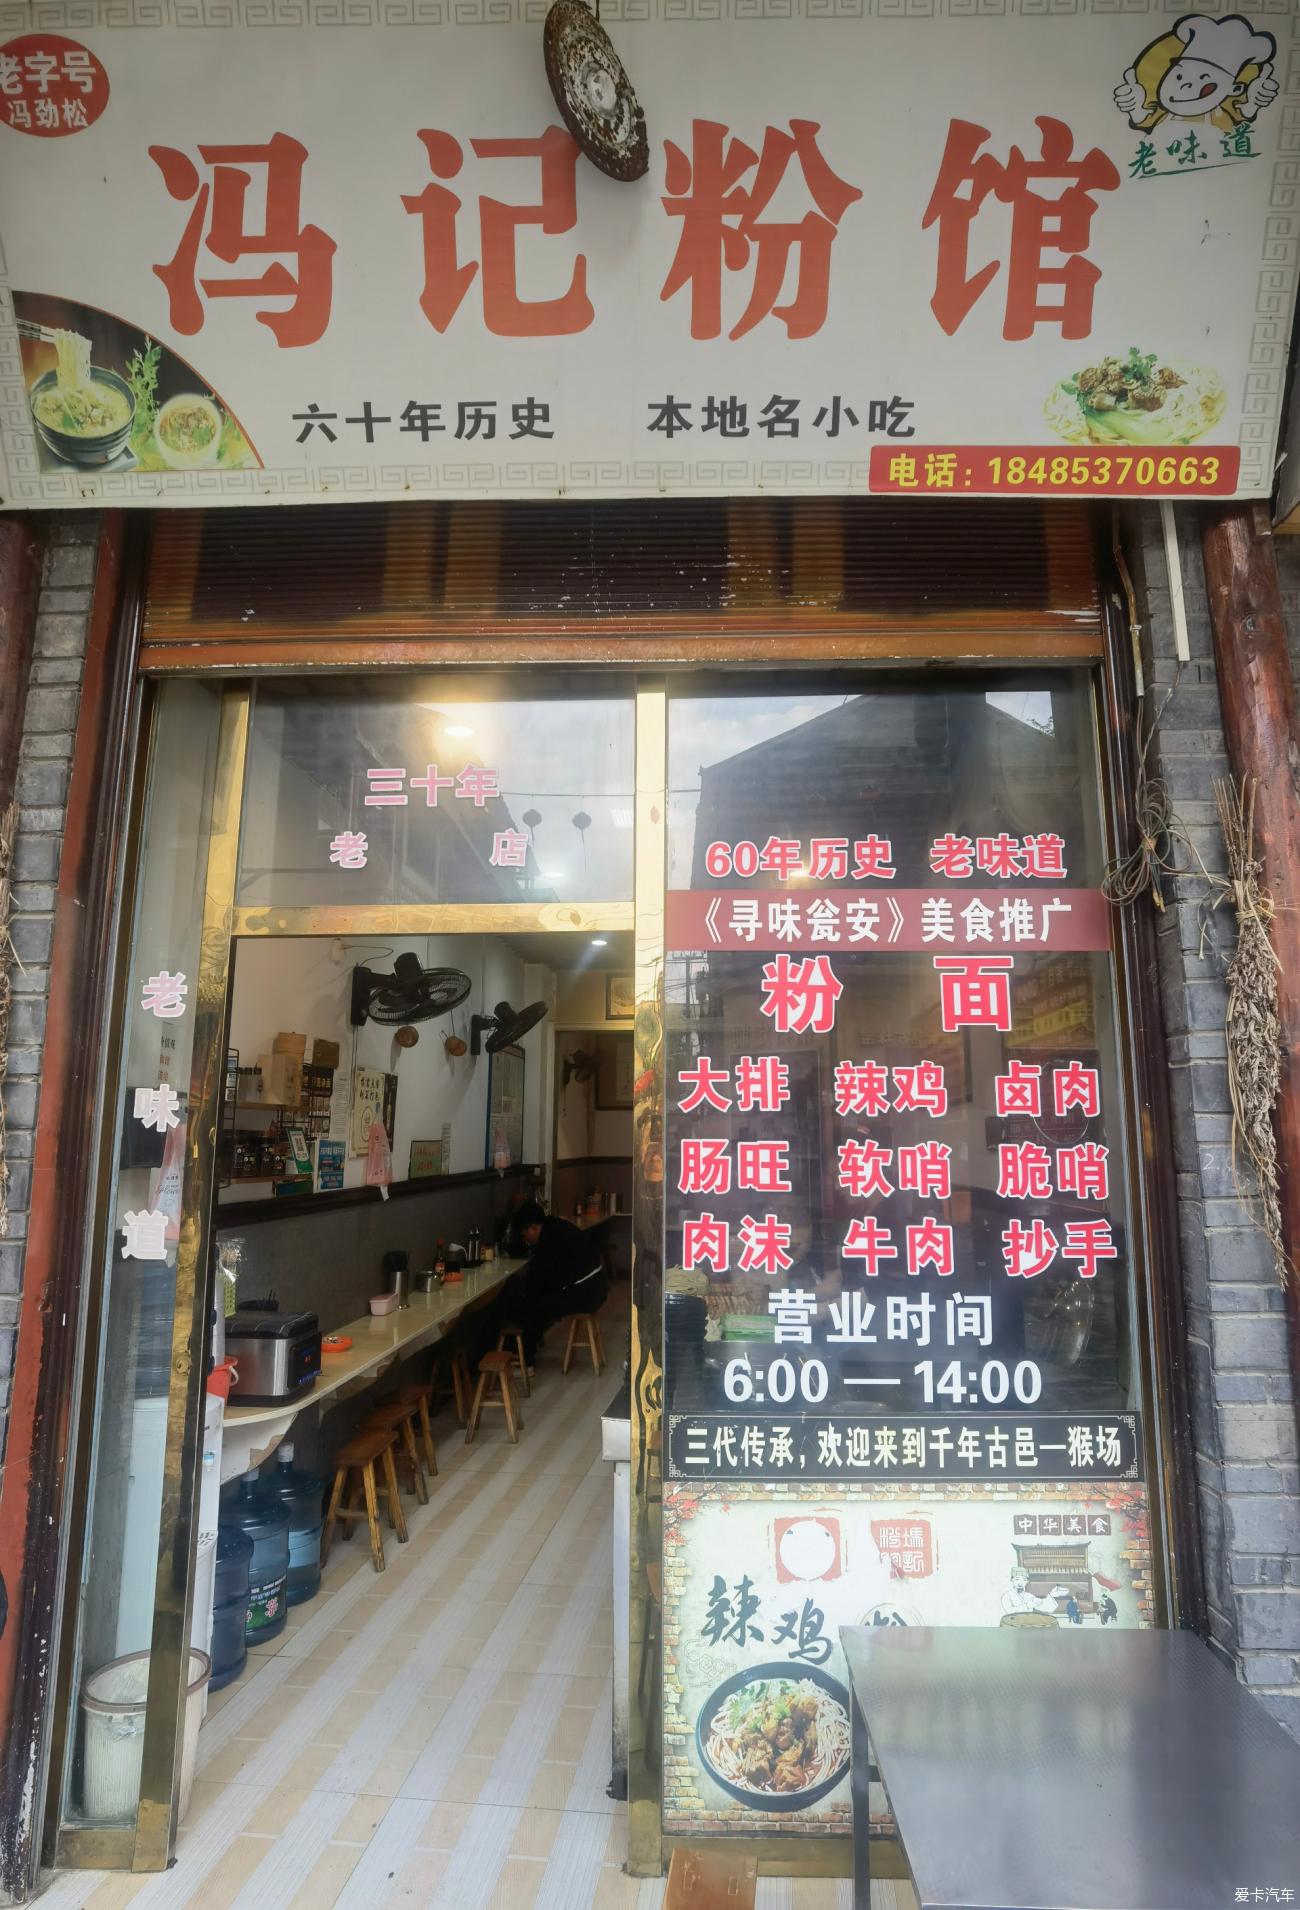 老字号
冯劲松
老味道
冯记粉馆
六十年历史 本地名小吃
电话：18485370663
三十年
老 店
老味道
60年历史 老味道
《寻味瓮安》美食推广
粉 面
大排 辣鸡 卤肉
肠旺 软哨 脆哨
肉沫 牛肉 抄手
营业时间
6:00—14:00
三代传承，欢迎来到千年古邑—猴场
中华美食
辣鸡
爱卡汽车